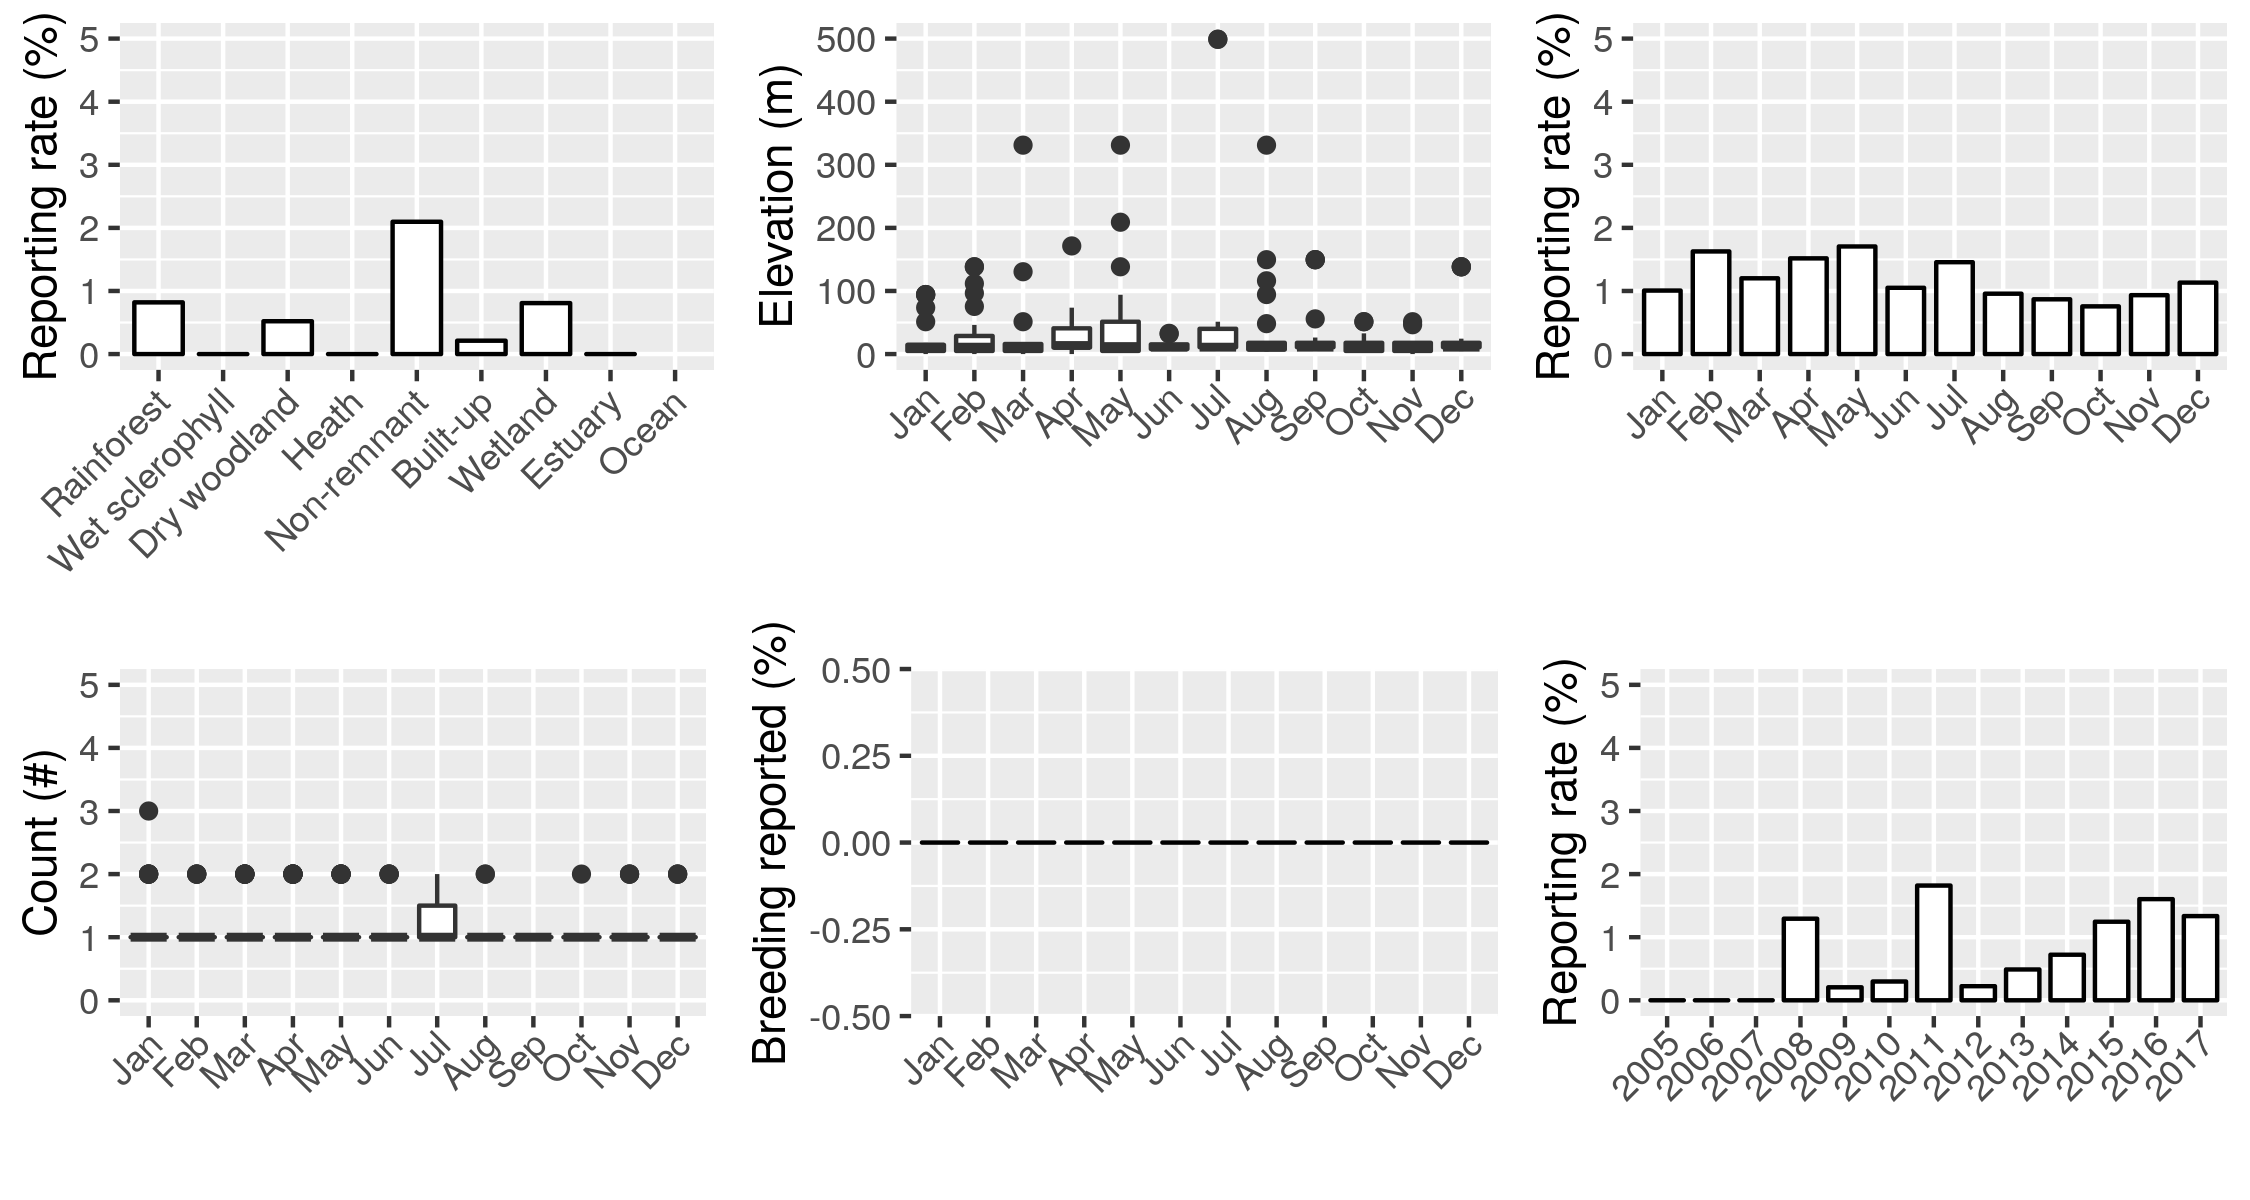 Reporting rate (%)
5
4
3
2
1
0
Rainforest
Wet sclerophyll
Dry woodland
Heath
Non-remnant
Built-up
Wetland
Estuary
Ocean
Elevation (m)
500
400
300
200
100
0
Jan
Feb
Mar
Apr
May
Jun
Jul
Aug
Sep
Oct
Nov
Dec
Reporting rate (%)
5
4
3
2
1
0
Jan
Feb
Mar
Apr
May
Jun
Jul
Aug
Sep
Oct
Nov
Dec
Count (#)
5
4
3
2
1
0
Jan
Feb
Mar
Apr
May
Jun
Jul
Aug
Sep
Oct
Nov
Dec
Breeding reported (%)
0.50
0.25
0.00
-0.25
-0.50
Jan
Feb
Mar
Apr
May
Jun
Jul
Aug
Sep
Oct
Nov
Dec
Reporting rate (%)
5
4
3
2
1
0
2005
2006
2007
2008
2009
2010
2011
2012
2013
2014
2015
2016
2017